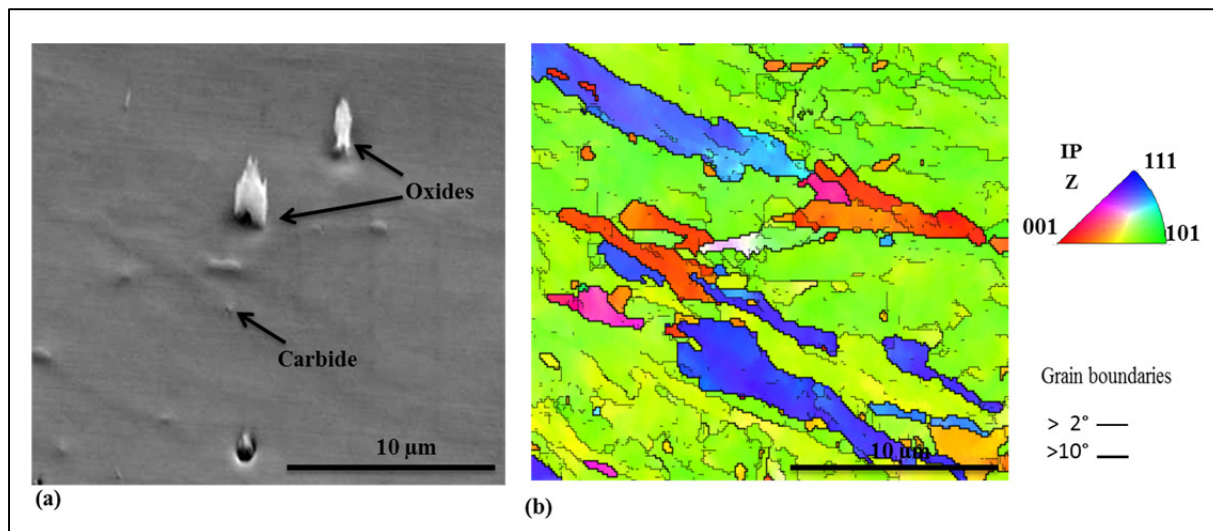 Oxides
Carbide
10 µm
(a)
10 µm
(b)
IP
Z
111
001
101
Grain boundaries
> 2°
>10°